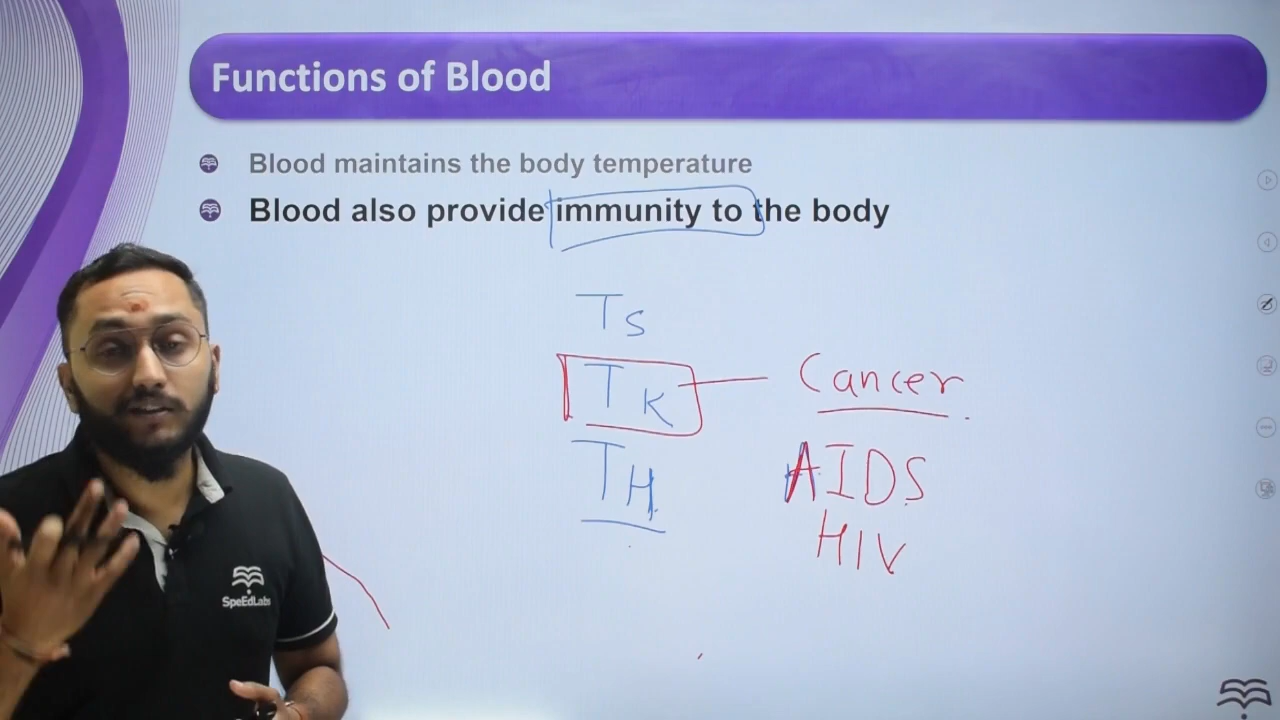 Functions of Blood
Blood maintains the body temperature
Blood also provide immunity to the body
Ts
TK
Cancer
TH
AIDS
HIV
SpeEdLabs